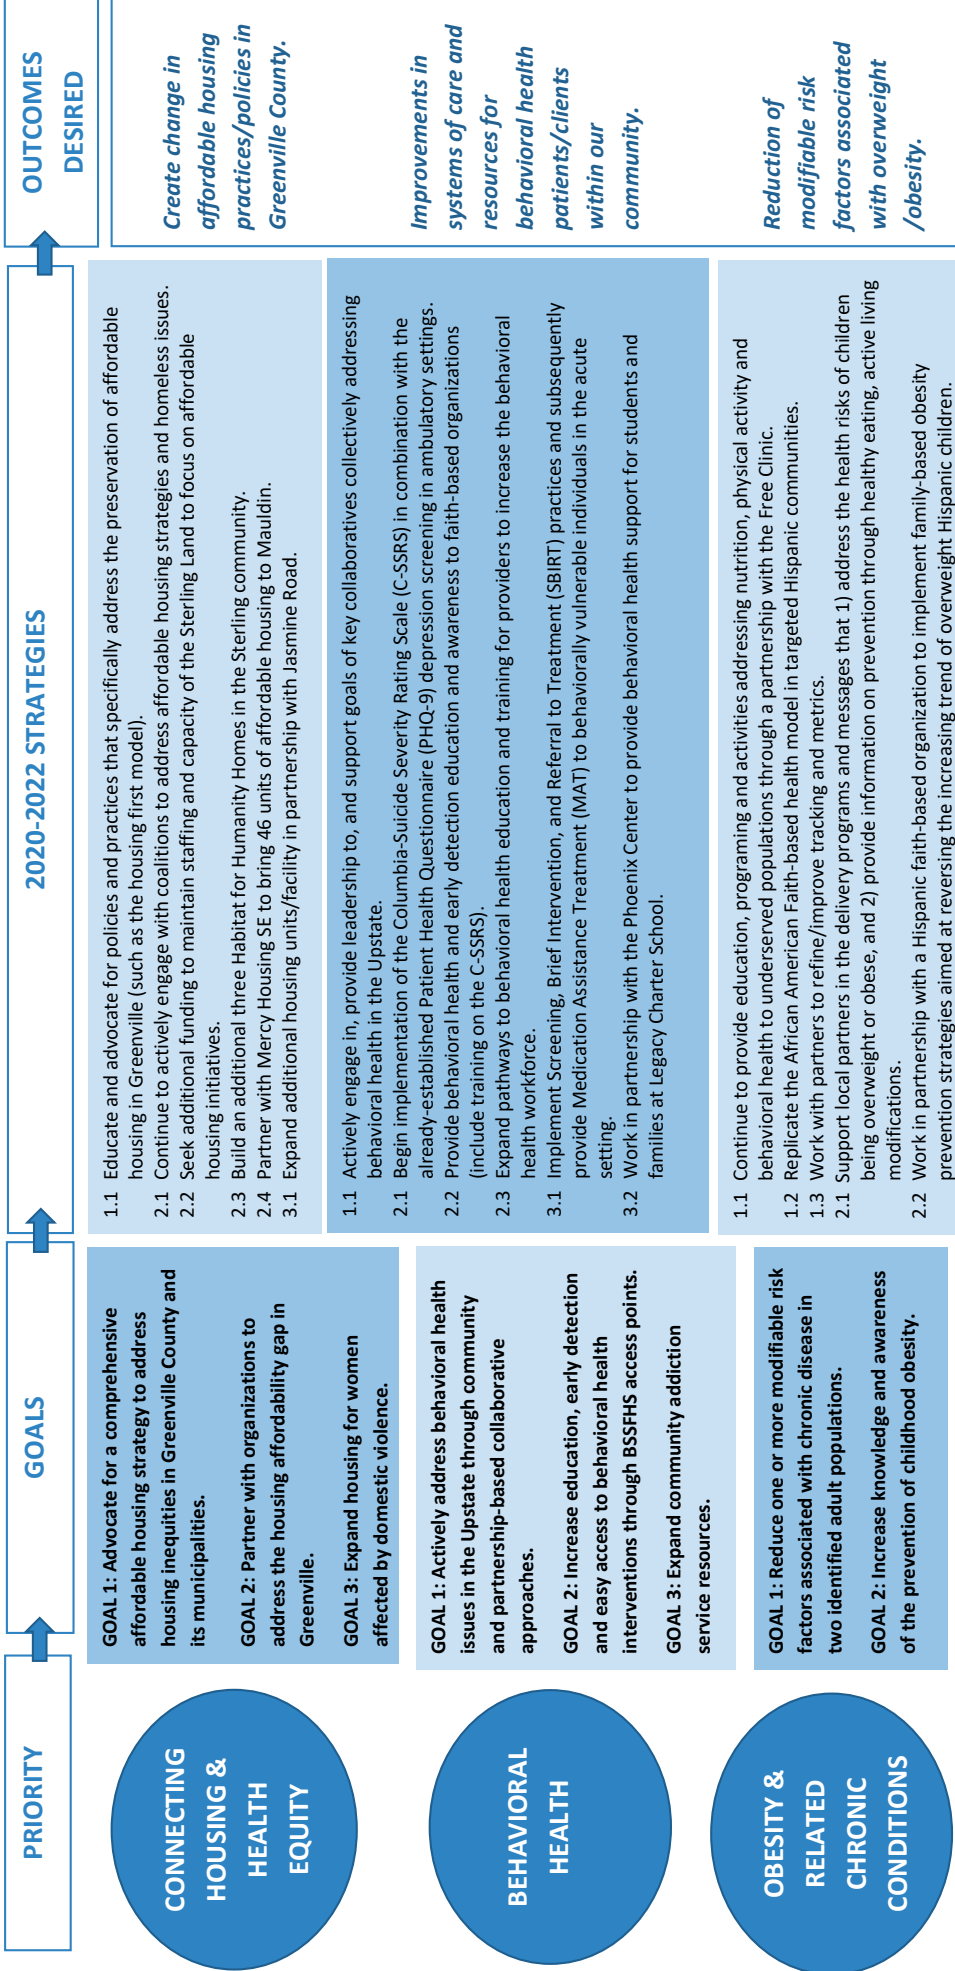 PRIORITY
GOALS
2020-2022 STRATEGIES
OUTCOMES
DESIRED
CONNECTING
HOUSING &
HEALTH
EQUITY
GOAL 1: Advocate for a comprehensive
affordable housing strategy to address
housing inequities in Greenville County and
its municipalities.
GOAL 2: Partner with organizations to
address the housing affordability gap in
Greenville.
GOAL 3: Expand housing for women
affected by domestic violence.
1.1 Educate and advocate for policies and practices that specifically address the preservation of affordable
housing in Greenville (such as the housing first model).
2.1 Continue to actively engage with coalitions to address affordable housing strategies and homeless issues.
2.2 Seek additional funding to maintain staffing and capacity of the Sterling Land to focus on affordable
housing initiatives.
2.3 Build an additional three Habitat for Humanity Homes in the Sterling community.
2.4 Partner with Mercy Housing SE to bring 46 units of affordable housing to Mauldin.
3.1 Expand additional housing units/facility in partnership with Jasmine Road.
Create change in
affordable housing
practices/policies in
Greenville County.
BEHAVIORAL
HEALTH
GOAL 1: Actively address behavioral health
issues in the Upstate through community
and partnership-based collaborative
approaches.
GOAL 2: Increase education, early detection
and easy access to behavioral health
interventions through BSSFHS access points.
GOAL 3: Expand community addiction
service resources.
1.1 Actively engage in, provide leadership to, and support goals of key collaboratives collectively addressing
behavioral health in the Upstate.
2.1 Begin implementation of the Columbia-Suicide Severity Rating Scale (C-SSRS) in combination with the
already-established Patient Health Questionnaire (PHQ-9) depression screening in ambulatory settings.
2.2 Provide behavioral health and early detection education and awareness to faith-based organizations
(include training on the C-SSRS).
2.3 Expand pathways to behavioral health education and training for providers to increase the behavioral
health workforce.
3.1 Implement Screening, Brief Intervention, and Referral to Treatment (SBIRT) practices and subsequently
provide Medication Assistance Treatment (MAT) to behaviorally vulnerable individuals in the acute
setting.
3.2 Work in partnership with the Phoenix Center to provide behavioral health support for students and
families at Legacy Charter School.
Improvements in
systems of care and
resources for
behavioral health
patients/clients
within our
community.
OBESITY &
RELATED
CHRONIC
CONDITIONS
GOAL 1: Reduce one or more modifiable risk
factors associated with chronic disease in
two identified adult populations.
GOAL 2: Increase knowledge and awareness
of the prevention of childhood obesity.
1.1 Continue to provide education, programing and activities addressing nutrition, physical activity and
behavioral health to underserved populations through a partnership with the Free Clinic.
1.2 Replicate the African American Faith-based health model in targeted Hispanic communities.
1.3 Work with partners to refine/improve tracking and metrics.
2.1 Support local partners in the delivery programs and messages that 1) address the health risks of children
being overweight or obese, and 2) provide information on prevention through healthy eating, active living
modifications.
2.2 Work in partnership with a Hispanic faith-based organization to implement family-based obesity
prevention strategies aimed at reversing the increasing trend of overweight Hispanic children.
Reduction of
modifiable risk
factors associated
with overweight
/obesity.